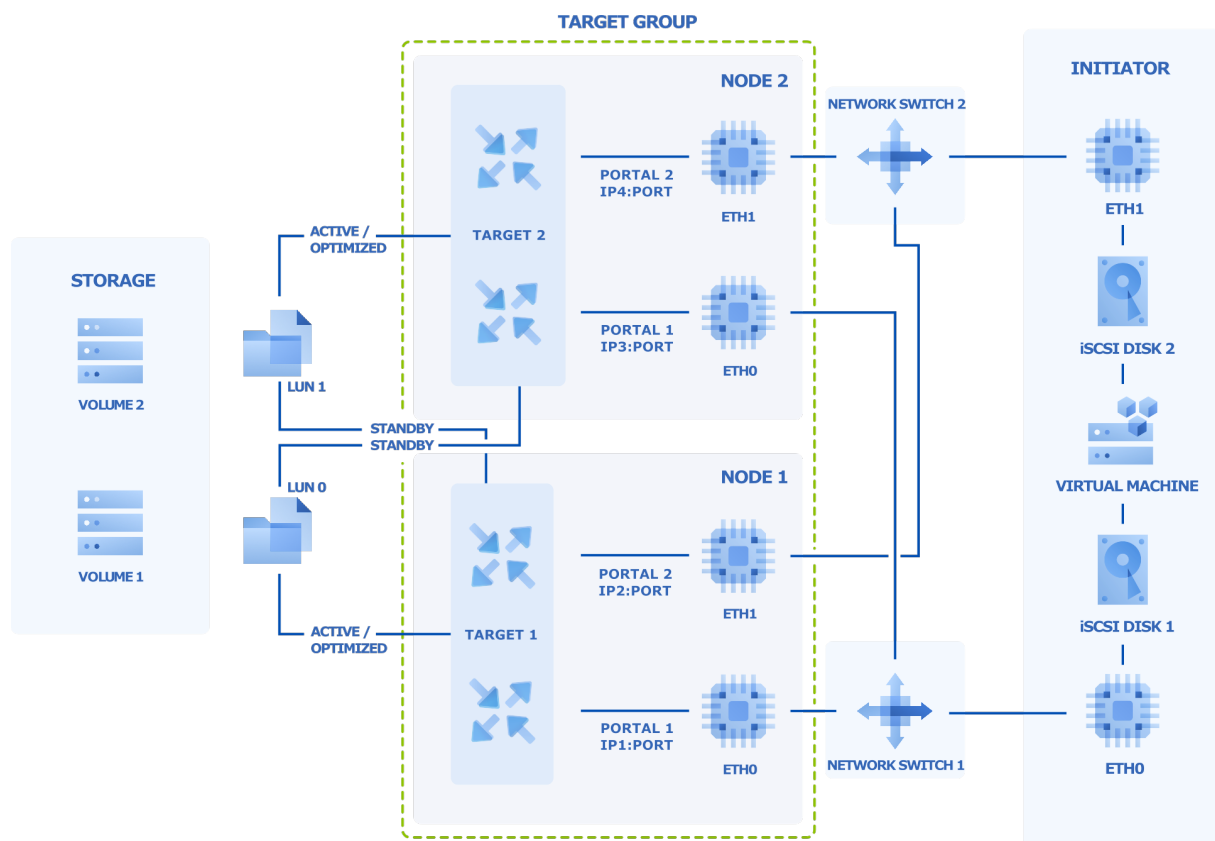 TARGET GROUP
STORAGE
VOLUME 2
VOLUME 1
ACTIVE /
OPTIMIZED
LUN 1
STANDBY
STANDBY
LUN 0
ACTIVE /
OPTIMIZED
NODE 2
TARGET 2
PORTAL 2
IP4:PORT
ETH1
PORTAL 1
IP3:PORT
ETH0
NODE 1
TARGET 1
PORTAL 2
IP2:PORT
ETH1
PORTAL 1
IP1:PORT
ETH0
NETWORK SWITCH 2
NETWORK SWITCH 1
INITIATOR
ETH1
iSCSI DISK 2
VIRTUAL MACHINE
iSCSI DISK 1
ETH0